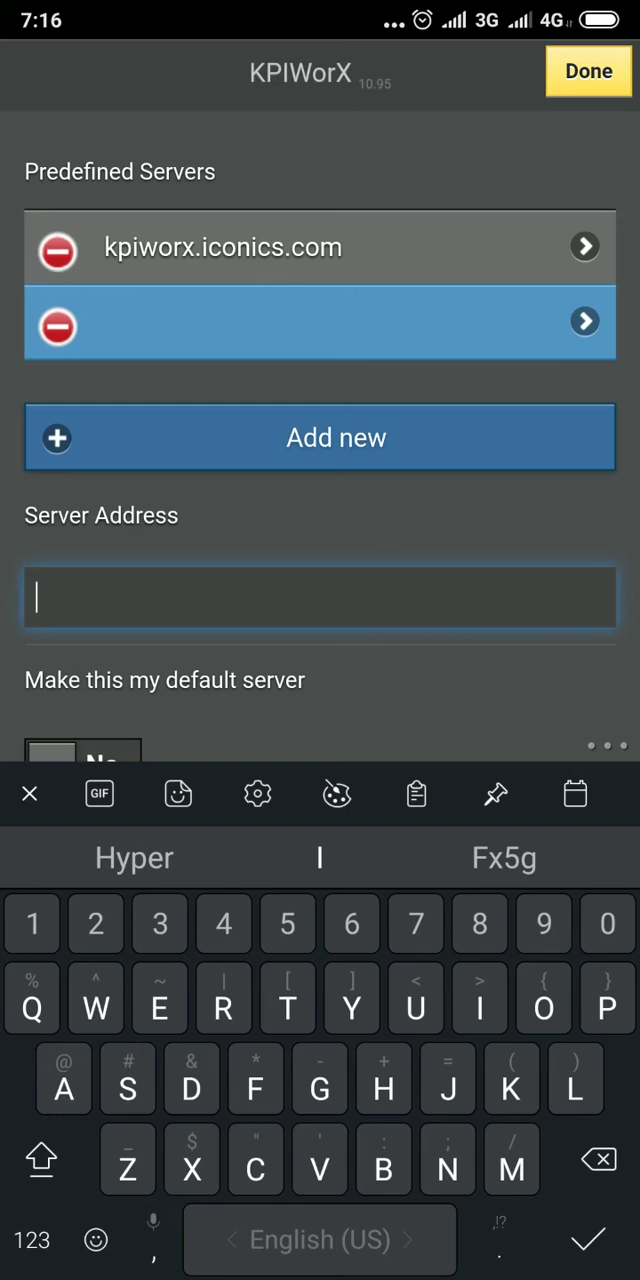 7:16 ... 3G 4G
KPIWorX 10.95 Done
Predefined Servers
kpiworx.iconics.com
Add new
Server Address
Make this my default server
No
GIF
Hyper I Fx5g
1 2 3 4 5 6 7 8 9 0
% ^ ~ | [ ] < > { }
Q W E R T Y U I O P
@ # & * - + = ( )
A S D F G H J K L
_ $ " ' : ; /
Z X C V B N M
123 , < English (US) > ,!? .